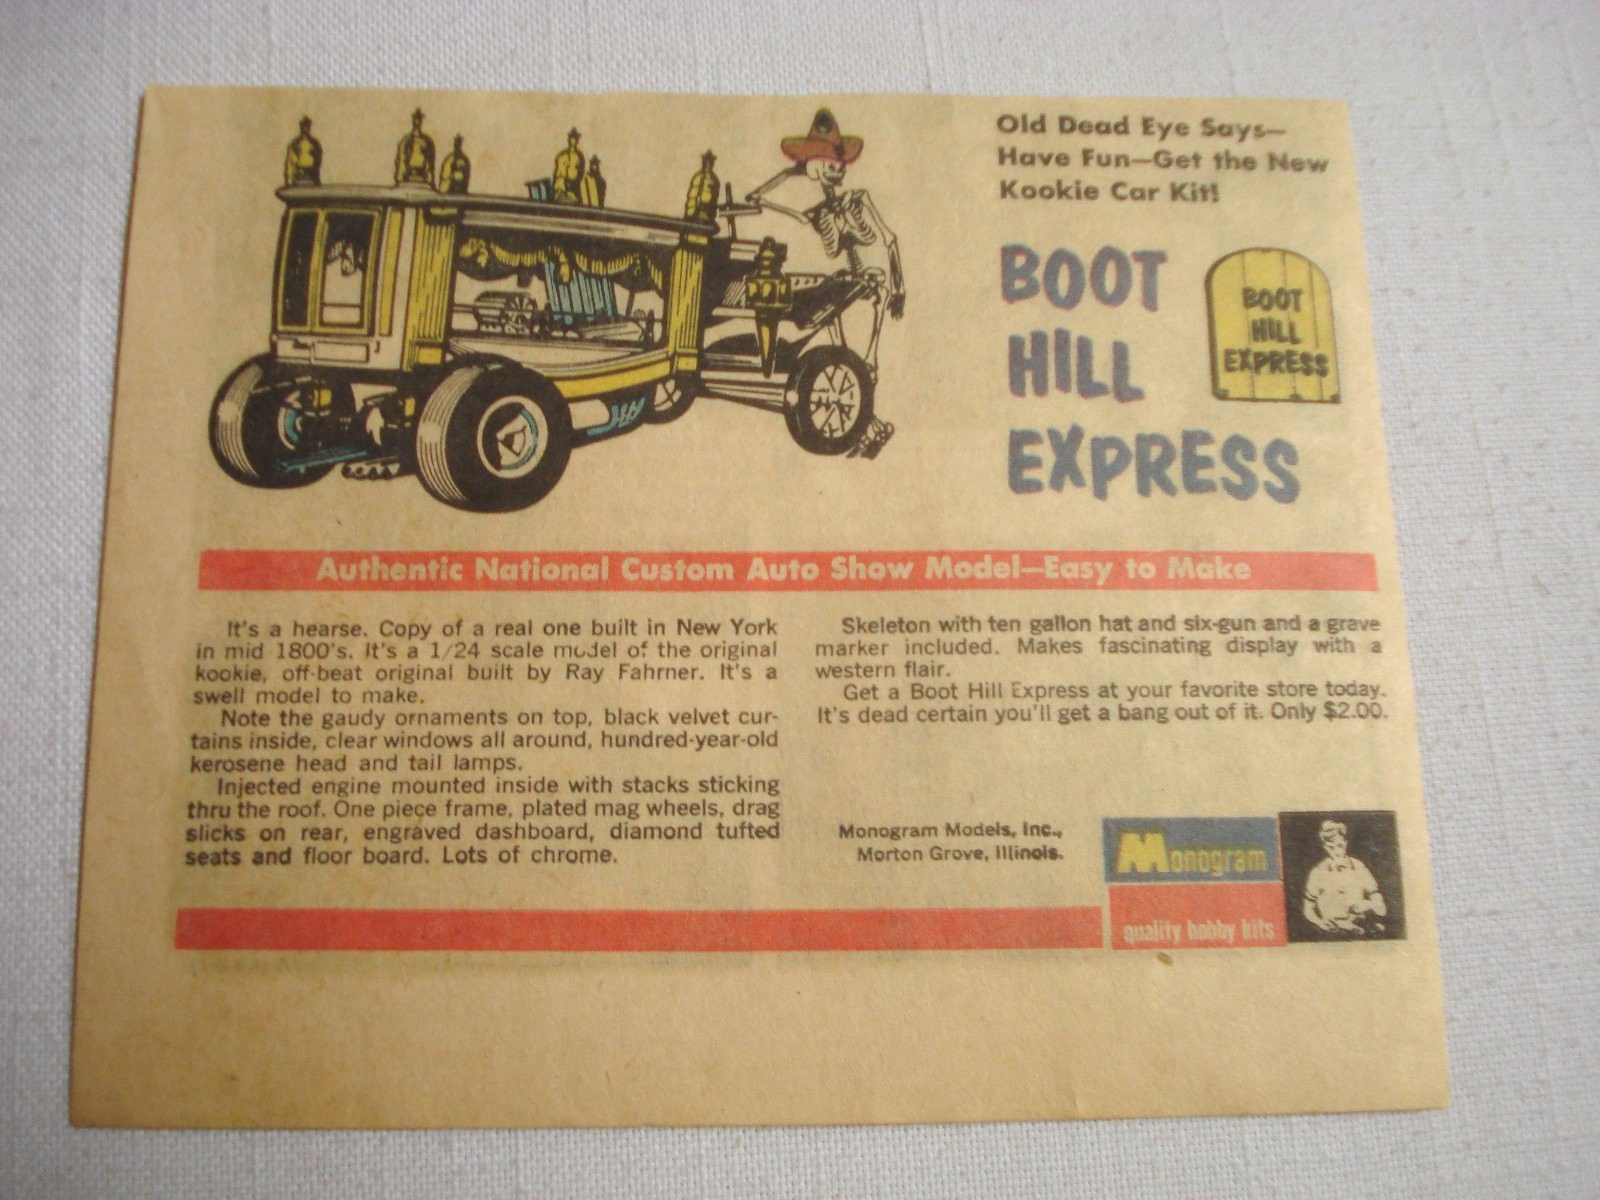 Old Dead Eye Says—
Have Fun—Get the New
Kookie Car Kit!
BOOT
HILL
EXPRESS
BOOT
HILL
EXPRESS
Authentic National Custom Auto Show Model—Easy to Make
It's a hearse. Copy of a real one built in New York
in mid 1800's. It's a 1/24 scale model of the original
kookie, off-beat original built by Ray Fahrner. It's a
swell model to make.
Note the gaudy ornaments on top, black velvet cur-
tains inside, clear windows all around, hundred-year-old
kerosene head and tail lamps.
Injected engine mounted inside with stacks sticking
thru the roof. One piece frame, plated mag wheels, drag
slicks on rear, engraved dashboard, diamond tufted
seats and floor board. Lots of chrome.
Skeleton with ten gallon hat and six-gun and a grave
marker included. Makes fascinating display with a
western flair.
Get a Boot Hill Express at your favorite store today.
It's dead certain you'll get a bang out of it. Only $2.00.
Monogram Models, Inc.,
Morton Grove, Illinois.
Monogram
quality hobby kits